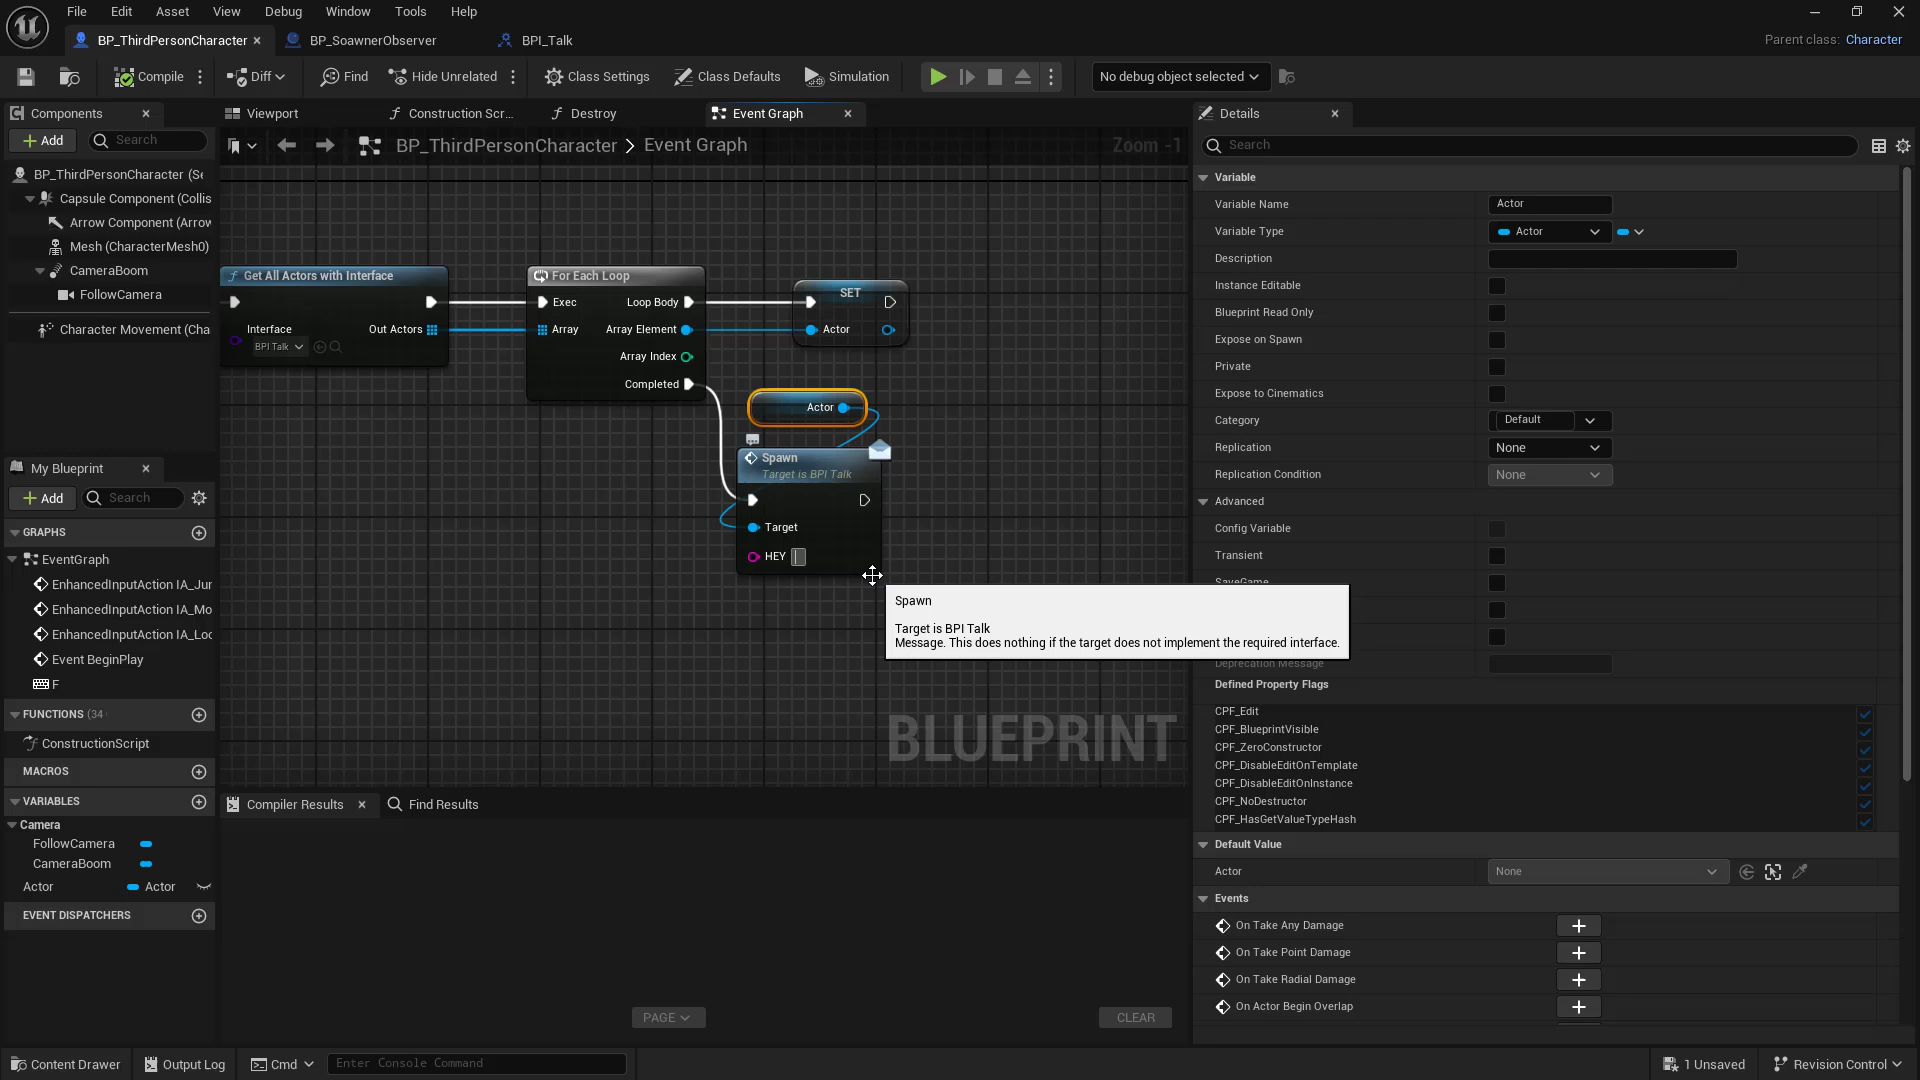 File Edit Asset View Debug Window Tools Help
BP_ThirdPersonCharacter BP_SoawnerObserver BPI_Talk
Parent class: Character
Compile Diff Find Hide Unrelated Class Settings Class Defaults Simulation No debug object selected
Components
Viewport Construction Scr... Destroy Event Graph
Details
Add Search
BP_ThirdPersonCharacter > Event Graph
Zoom -1
Search
BP_ThirdPersonCharacter (Se
Capsule Component (Collis
Arrow Component (Arrow
Mesh (CharacterMesh0)
CameraBoom
FollowCamera
Character Movement (Cha
Get All Actors with Interface
Interface
BPI Talk
Out Actors
For Each Loop
Exec Loop Body
Array Array Element
Array Index
Completed
SET
Actor
Actor
Spawn
Target is BPI Talk
Target
HEY
Spawn
Target is BPI Talk
Message. This does nothing if the target does not implement the required interface.
BLUEPRINT
My Blueprint
Add Search
GRAPHS
EventGraph
EnhancedInputAction IA_Jur
EnhancedInputAction IA_Mo
EnhancedInputAction IA_Loo
Event BeginPlay
F
FUNCTIONS (34
ConstructionScript
MACROS
VARIABLES
Camera
FollowCamera
CameraBoom
Actor Actor
EVENT DISPATCHERS
Compiler Results Find Results
PAGE CLEAR
Variable
Variable Name Actor
Variable Type Actor
Description
Instance Editable
Blueprint Read Only
Expose on Spawn
Private
Expose to Cinematics
Category Default
Replication None
Replication Condition None
Advanced
Config Variable
Transient
SaveGame
Deprecation Message
Defined Property Flags
CPF_Edit
CPF_BlueprintVisible
CPF_ZeroConstructor
CPF_DisableEditOnTemplate
CPF_DisableEditOnInstance
CPF_NoDestructor
CPF_HasGetValueTypeHash
Default Value
Actor None
Events
On Take Any Damage
On Take Point Damage
On Take Radial Damage
On Actor Begin Overlap
Content Drawer Output Log Cmd Enter Console Command
1 Unsaved Revision Control